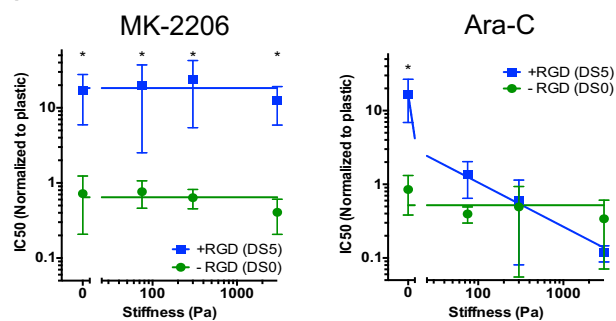 MK-2206
* * * *
IC50 (Normalized to plastic)
10
1
0.1
0 100 1000
Stiffness (Pa)
+RGD (DS5)
- RGD (DS0)
Ara-C
*
+RGD (DS5)
- RGD (DS0)
IC50 (Normalized to plastic)
10
1
0.1
0 100 1000
Stiffness (Pa)